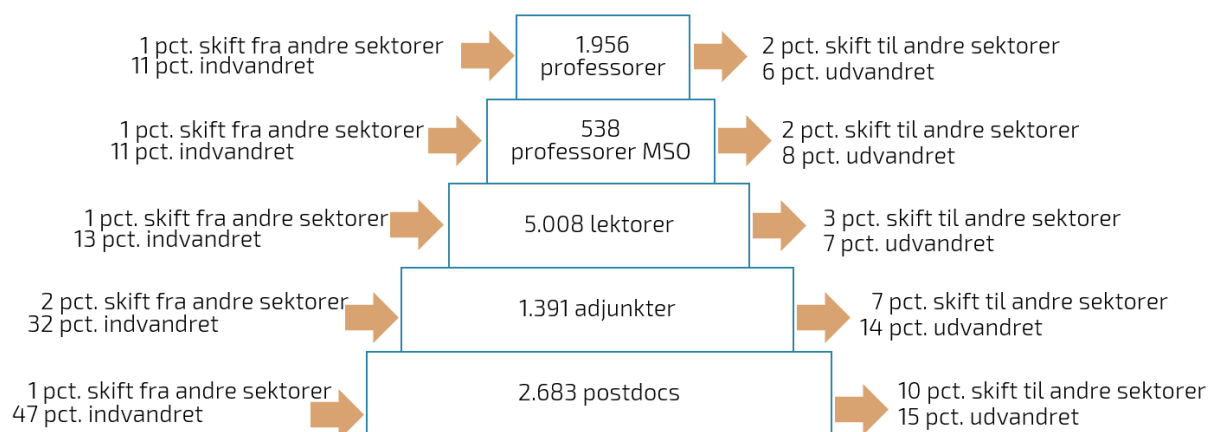 1 pct. skift fra andre sektorer
11 pct. indvandret
1.956
professorer
2 pct. skift til andre sektorer
6 pct. udvandret
1 pct. skift fra andre sektorer
11 pct. indvandret
538
professorer MSO
2 pct. skift til andre sektorer
8 pct. udvandret
1 pct. skift fra andre sektorer
13 pct. indvandret
5.008 lektorer
3 pct. skift til andre sektorer
7 pct. udvandret
2 pct. skift fra andre sektorer
32 pct. indvandret
1.391 adjunkter
7 pct. skift til andre sektorer
14 pct. udvandret
1 pct. skift fra andre sektorer
47 pct. indvandret
2.683 postdocs
10 pct. skift til andre sektorer
15 pct. udvandret